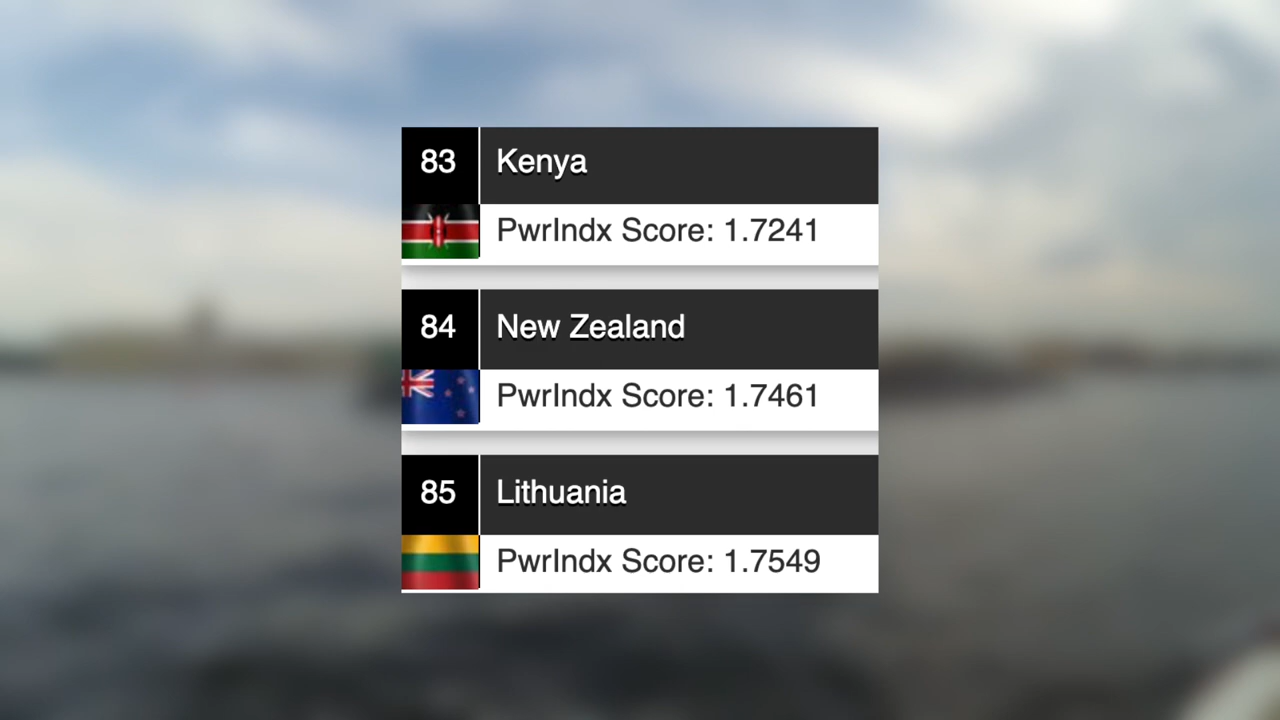 83 Kenya
PwrIndx Score: 1.7241
84 New Zealand
PwrIndx Score: 1.7461
85 Lithuania
PwrIndx Score: 1.7549